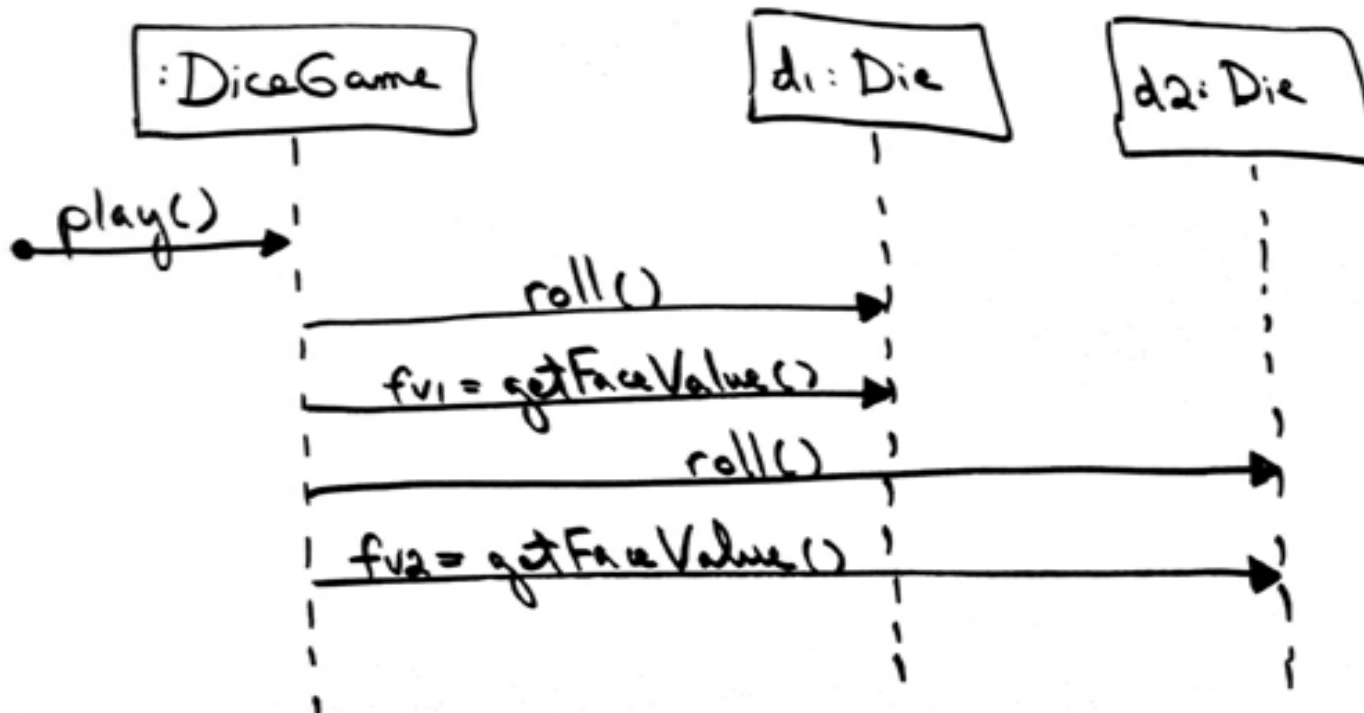 :DiceGame
d1:Die
d2:Die
play()
roll()
fv1 = getFaceValue()
roll()
fv2 = getFaceValue()